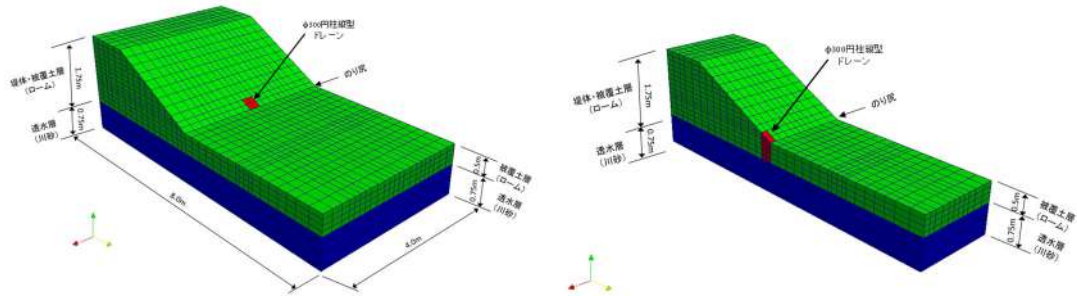 φ300円柱縦型
ドレーン
のり尻
堤体・被覆土層
(ローム)
1.75m
透水層
(川砂)
0.75m
8.0m
4.0m
0.5m
被覆土層
(ローム)
0.75m
透水層
(川砂)
φ300円柱縦型
ドレーン
のり尻
堤体・被覆土層
(ローム)
1.75m
透水層
(川砂)
0.75m
0.5m
被覆土層
(ローム)
0.75m
透水層
(川砂)